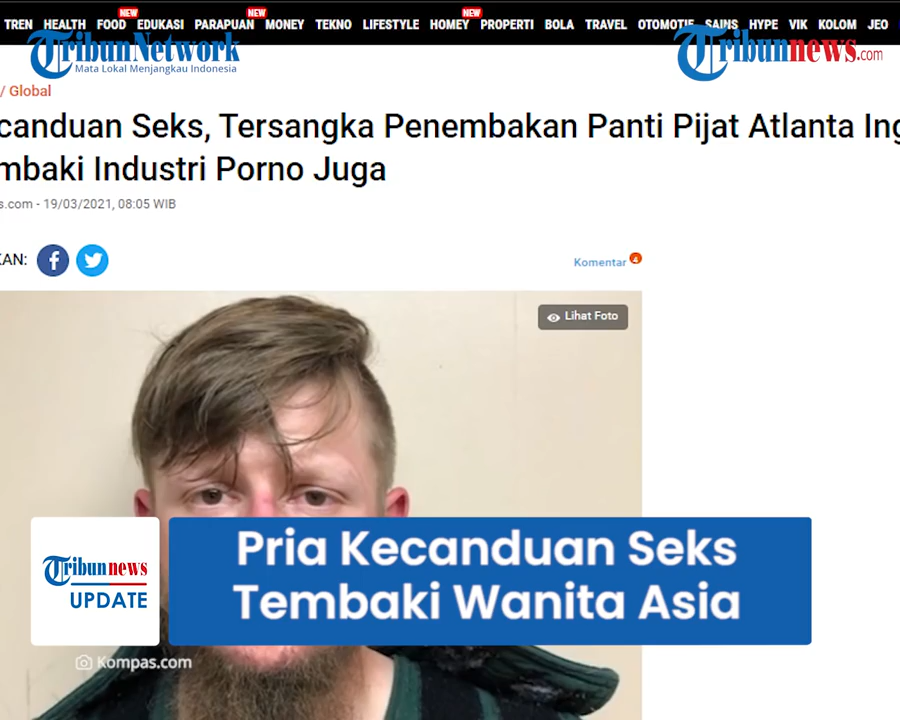 TREN HEALTH FOOD NEW EDUKASI PARAPUAN NEW MONEY TEKNO LIFESTYLE HOMEY NEW PROPERTI BOLA TRAVEL OTOMOTIF SAINS HYPE VIK KOLOM JEO
TribunNetwork
Mata Lokal Menjangkau Indonesia
Tribunnews.com
/ Global
canduan Seks, Tersangka Penembakan Panti Pijat Atlanta Ing
mbaki Industri Porno Juga
s.com - 19/03/2021, 08:05 WIB
KAN:
Komentar
Lihat Foto
Tribunnews
UPDATE
Pria Kecanduan Seks
Tembaki Wanita Asia
Kompas.com